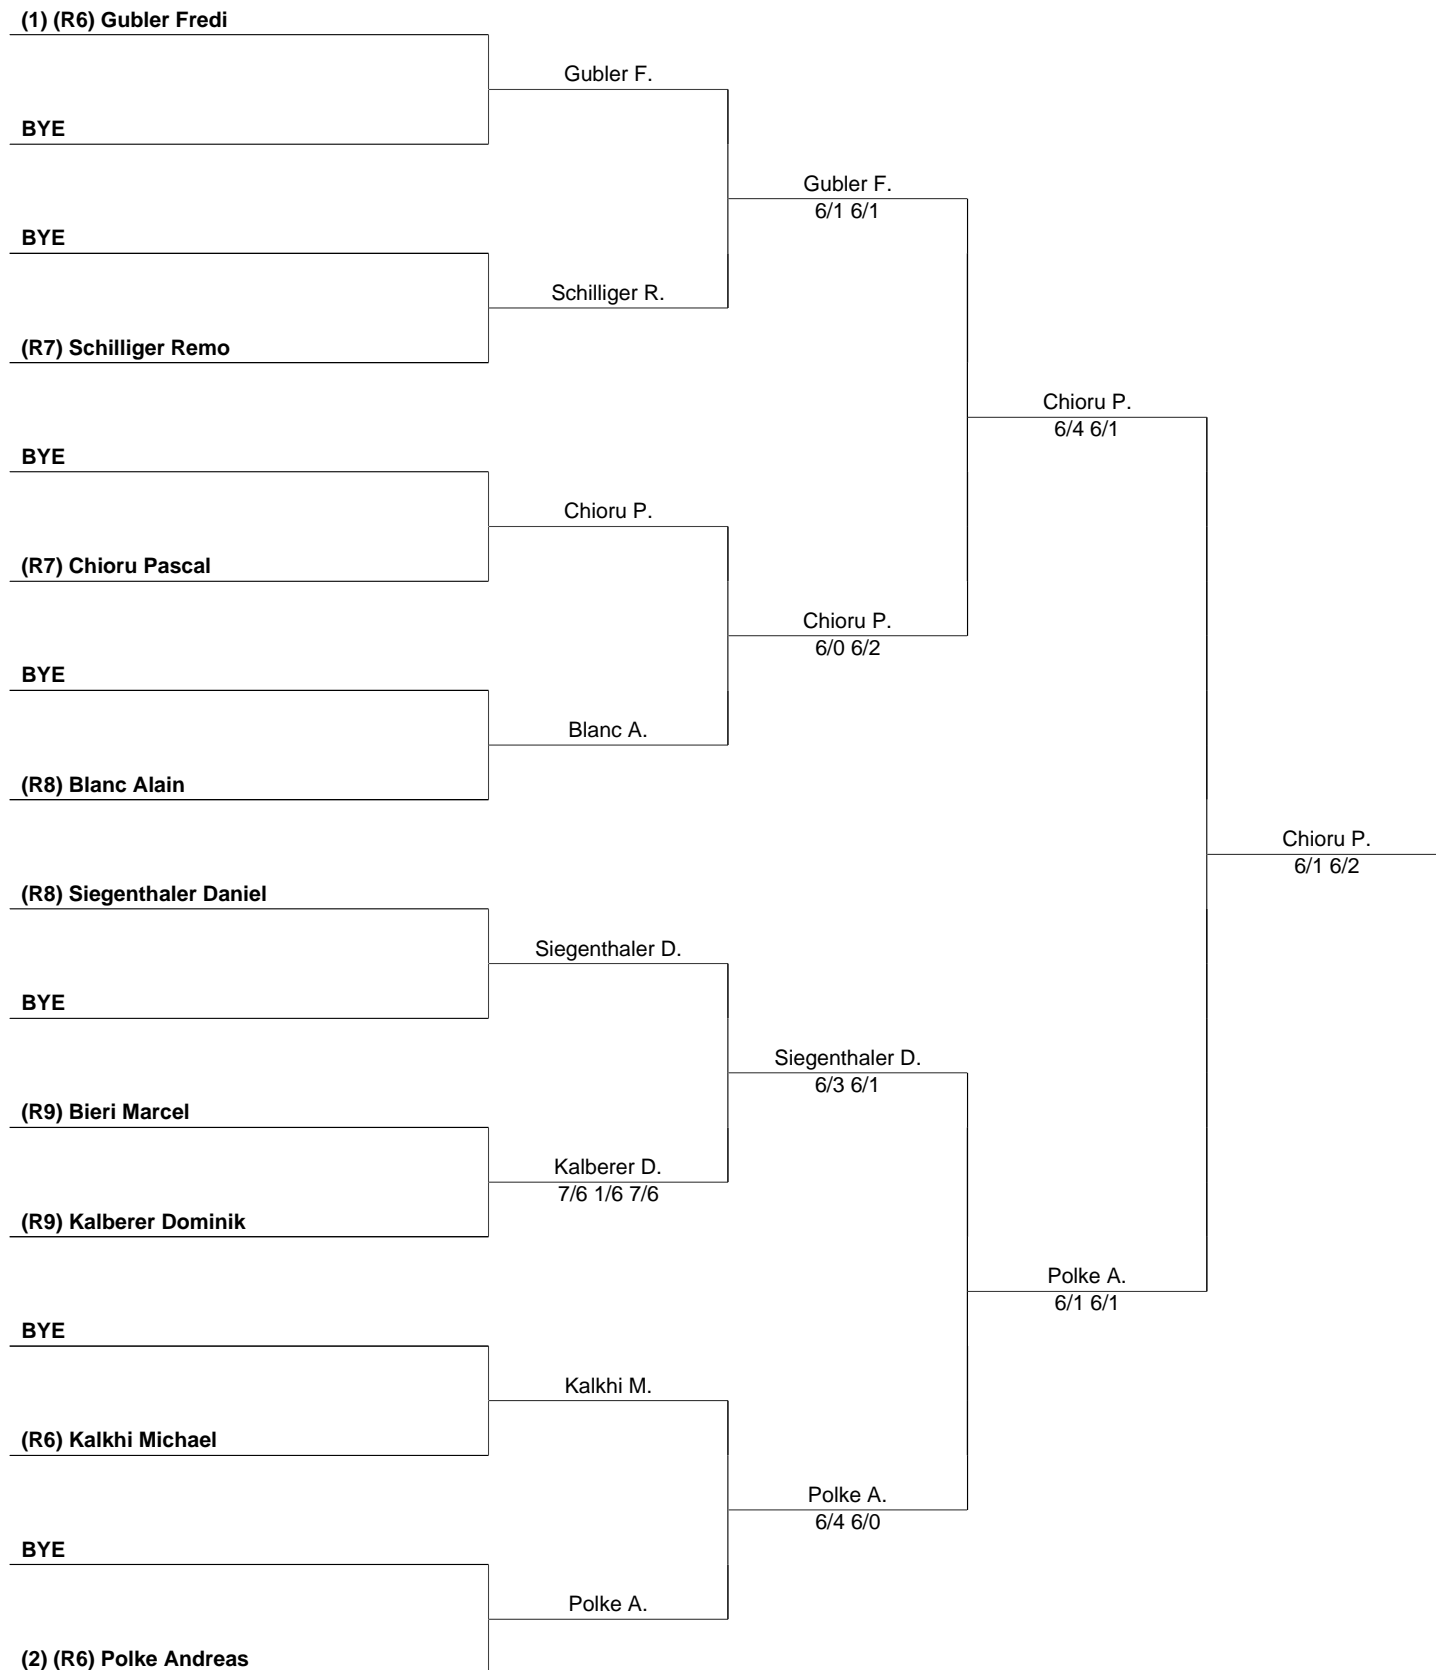 (1) (R6) Gubler Fredi
Gubler F.
BYE
Gubler F.
6/1 6/1
BYE
Schilliger R.
(R7) Schilliger Remo
Chioru P.
6/4 6/1
BYE
Chioru P.
(R7) Chioru Pascal
Chioru P.
6/0 6/2
BYE
Blanc A.
(R8) Blanc Alain
Chioru P.
6/1 6/2
(R8) Siegenthaler Daniel
Siegenthaler D.
BYE
Siegenthaler D.
6/3 6/1
(R9) Bieri Marcel
Kalberer D.
7/6 1/6 7/6
(R9) Kalberer Dominik
Polke A.
6/1 6/1
BYE
Kalkhi M.
(R6) Kalkhi Michael
Polke A.
6/4 6/0
BYE
Polke A.
(2) (R6) Polke Andreas